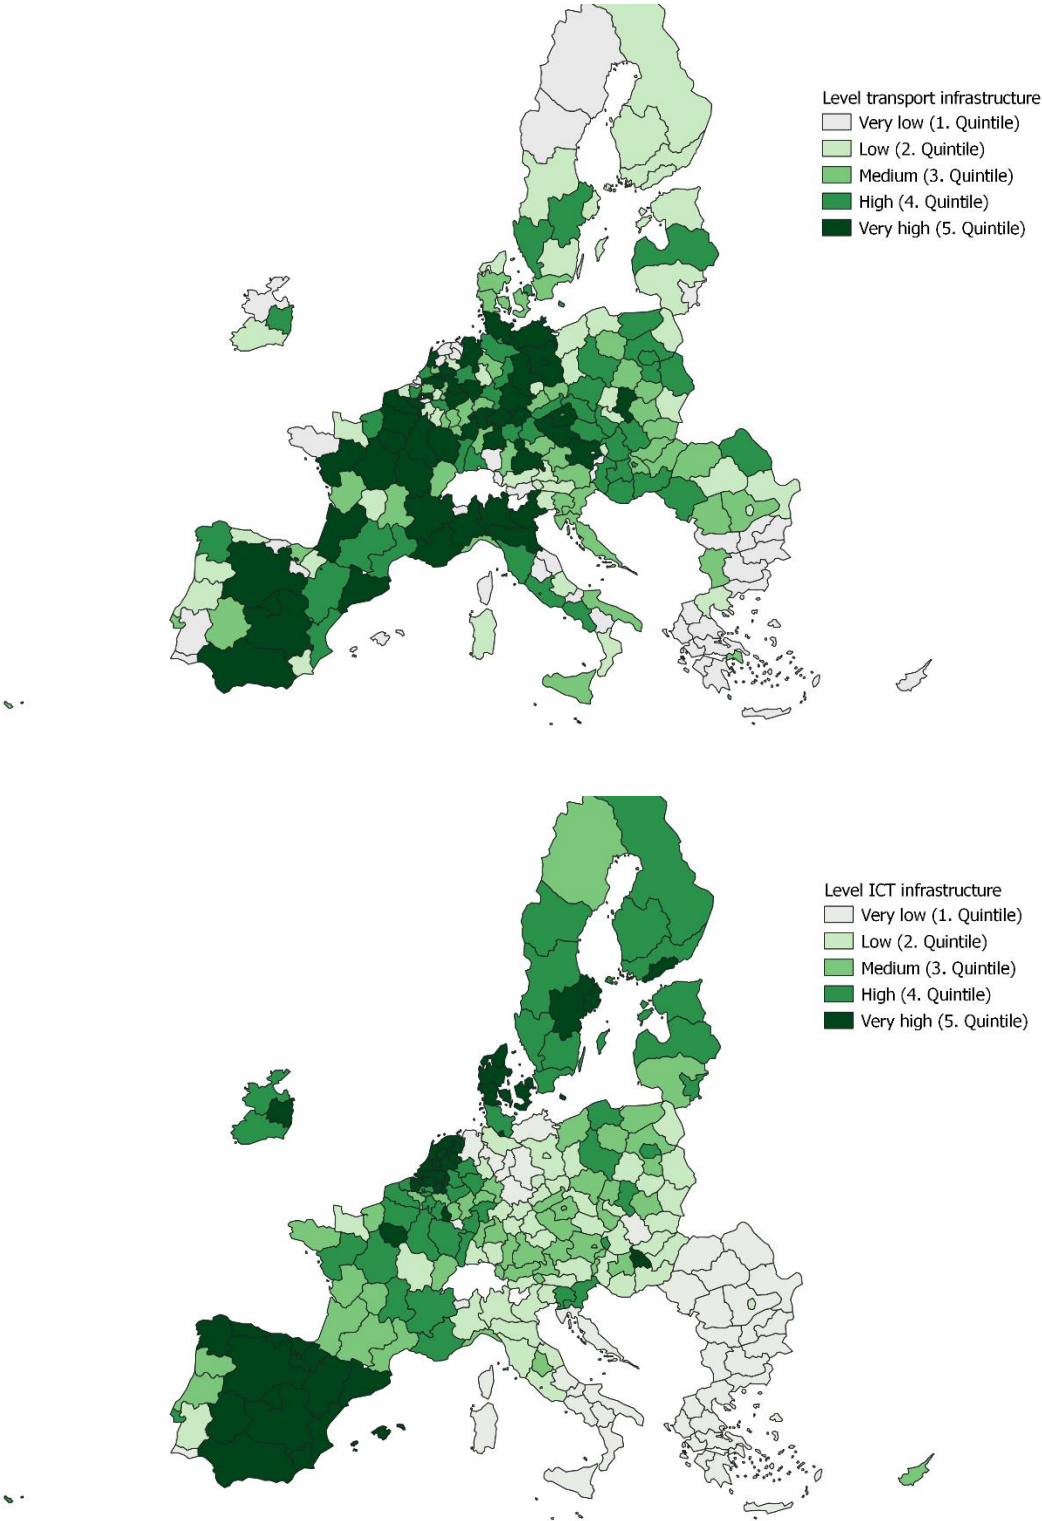 Level transport infrastructure
Very low (1. Quintile)
Low (2. Quintile)
Medium (3. Quintile)
High (4. Quintile)
Very high (5. Quintile)
Level ICT infrastructure
Very low (1. Quintile)
Low (2. Quintile)
Medium (3. Quintile)
High (4. Quintile)
Very high (5. Quintile)